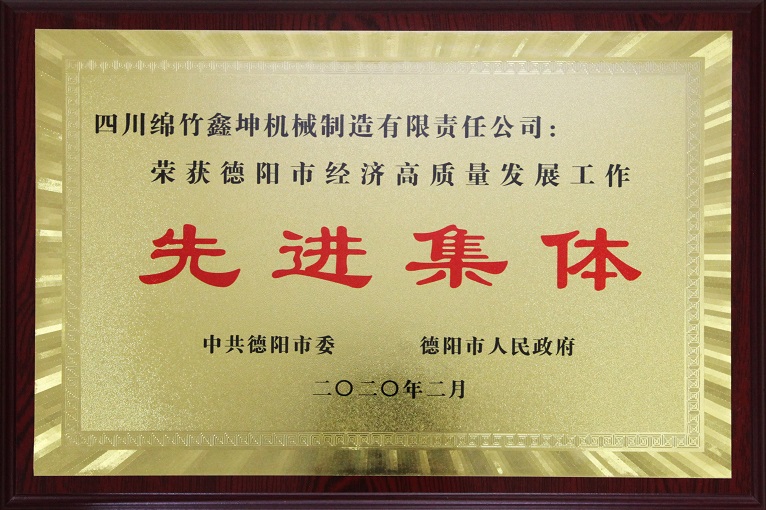 四川绵竹鑫坤机械制造有限责任公司：
荣获德阳市经济高质量发展工作
先进集体
中共德阳市委 德阳市人民政府
二〇二〇年二月